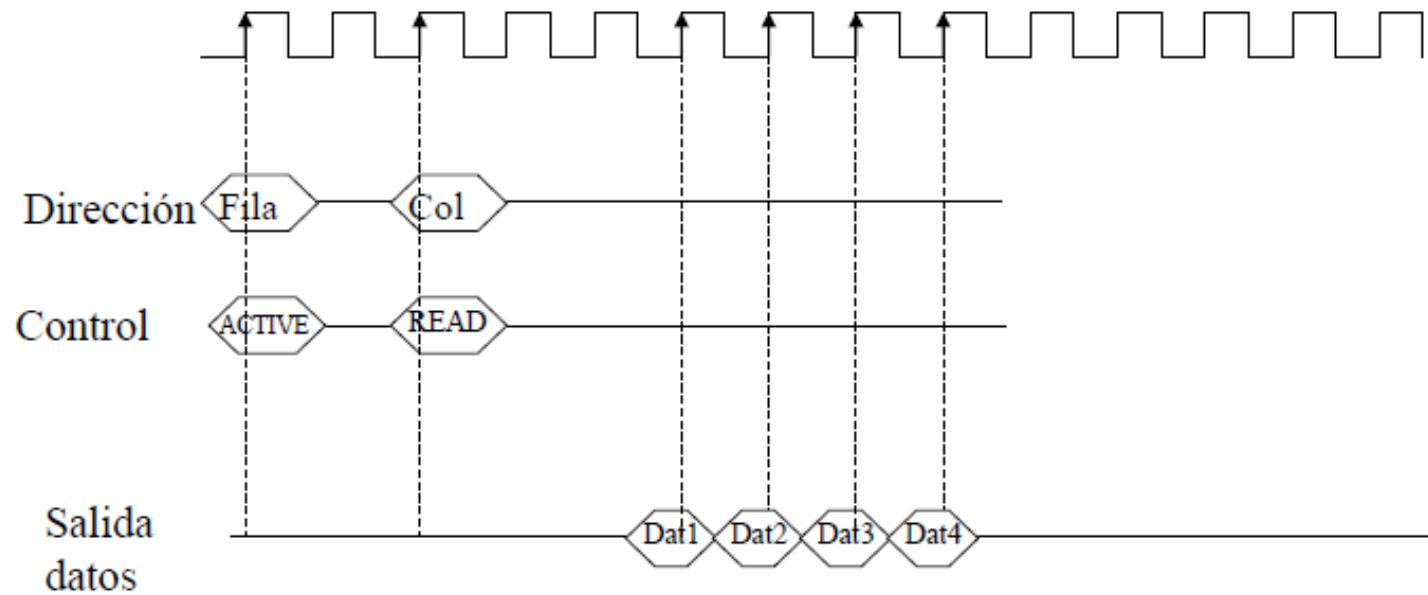 Dirección Fila Col
Control ACTIVE READ
Salida
datos
Dat1 Dat2 Dat3 Dat4